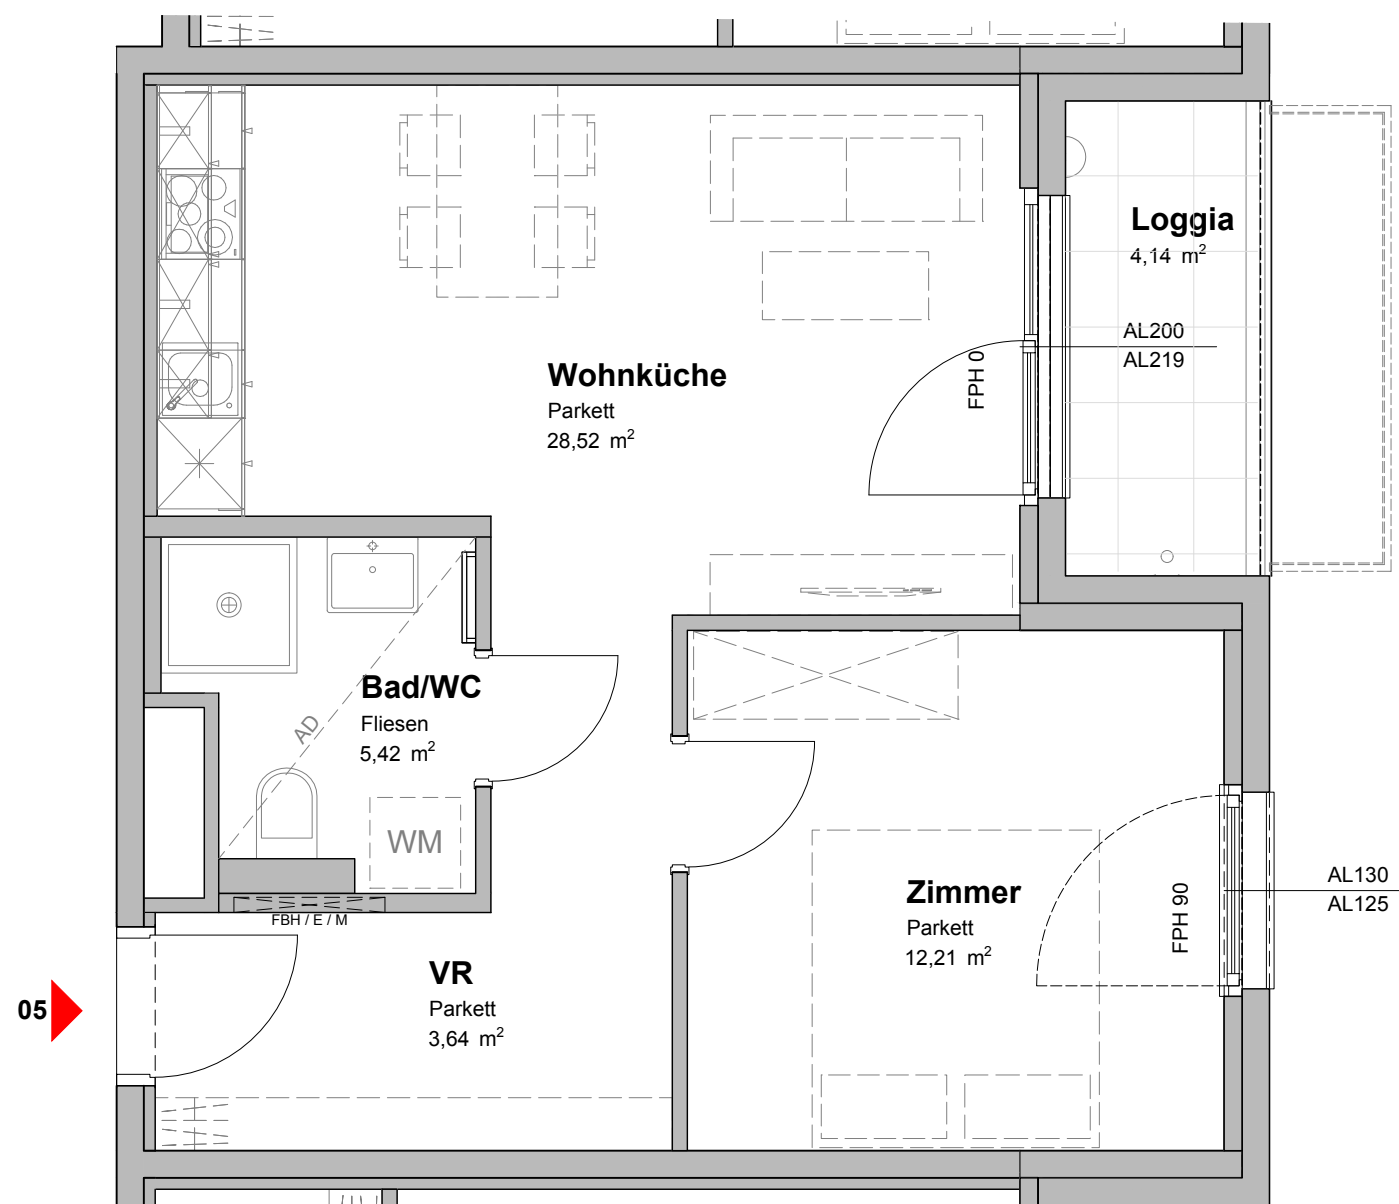 Loggia
4,14 m²
AL200
AL219
Wohnküche
Parkett
28,52 m²
FPH 0
Bad/WC
Fliesen
5,42 m²
AD
WM
FBH / E / M
Zimmer
Parkett
12,21 m²
FPH 90
AL130
AL125
VR
Parkett
3,64 m²
05